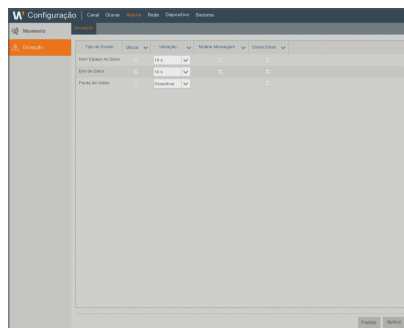 Configuração Canal Gravar Alarme Rede Dispositivo Sistema
Movimento
Exceção
Exceção
Tipo de Evento Utilizar Vibração Mostrar Mensagem Enviar Email
Sem Espaço no Disco 10 s
Erro de Disco 10 s
Perda de Vídeo Desativar
Padrão Aplicar